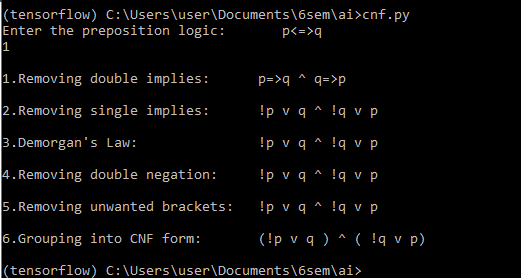 (tensorflow) C:\Users\user\Documents\6sem\ai>cnf.py
Enter the preposition logic:       p<=>q
1
1.Removing double implies:      p=>q ^ q=>p
2.Removing single implies:      !p v q ^ !q v p
3.Demorgan's Law:               !p v q ^ !q v p
4.Removing double negation:     !p v q ^ !q v p
5.Removing unwanted brackets:   !p v q ^ !q v p
6.Grouping into CNF form:       (!p v q ) ^ ( !q v p)
(tensorflow) C:\Users\user\Documents\6sem\ai>